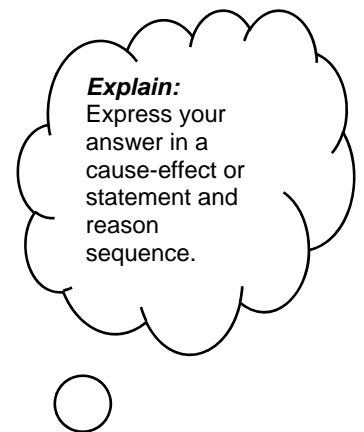 Explain:
Express your
answer in a
cause-effect or
statement and
reason
sequence.